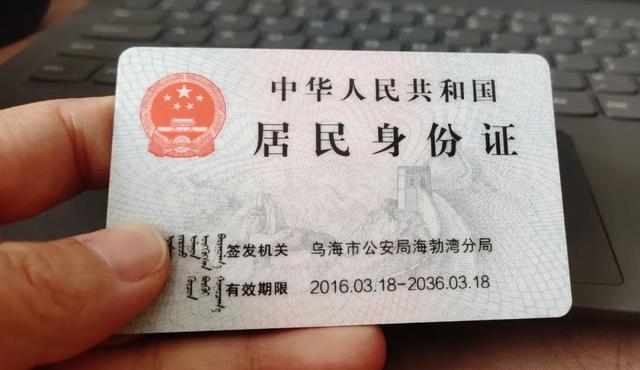 中华人民共和国
居民身份证
签发机关 乌海市公安局海勃湾分局
有效期限 2016.03.18-2036.03.18